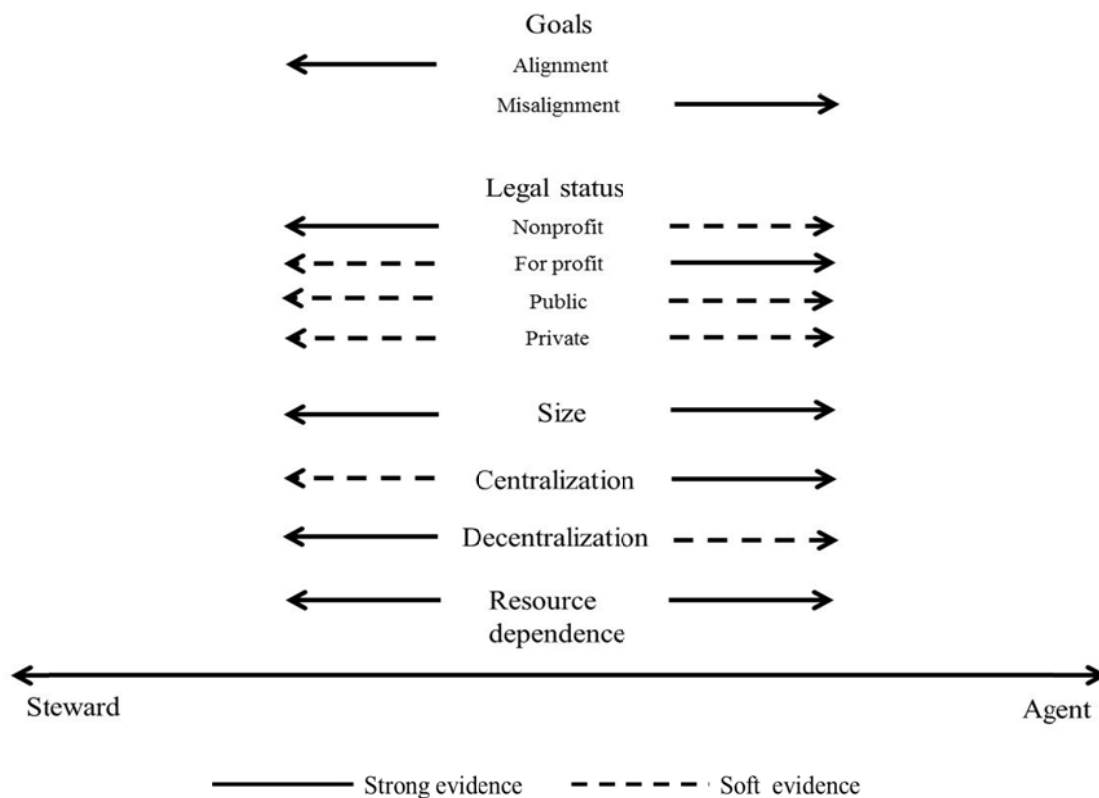 Goals
Alignment
Misalignment
Legal status
Nonprofit
For profit
Public
Private
Size
Centralization
Decentralization
Resource
dependence
Steward
Agent
Strong evidence
Soft evidence